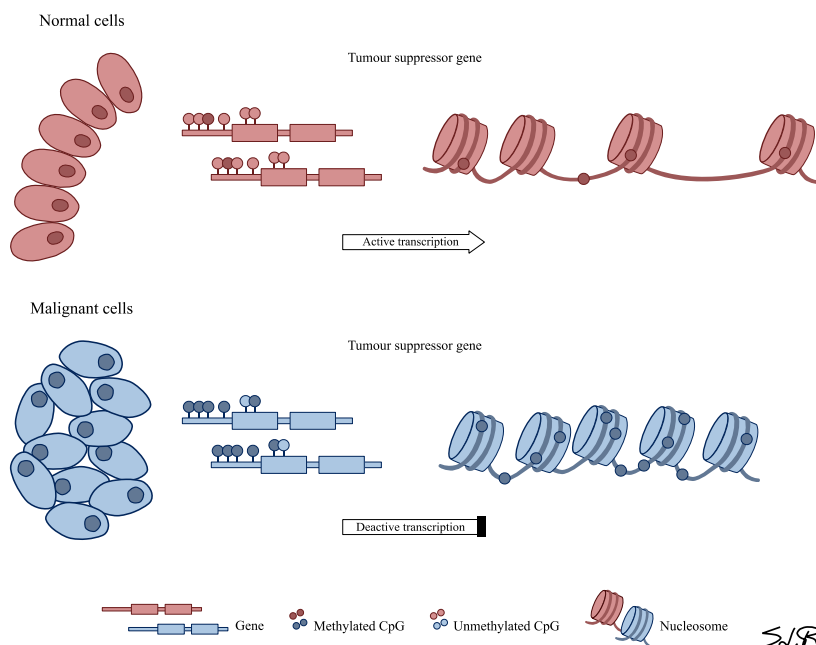 Normal cells
Tumour suppressor gene
Active transcription
Malignant cells
Tumour suppressor gene
Deactive transcription
Gene
Methylated CpG
Unmethylated CpG
Nucleosome